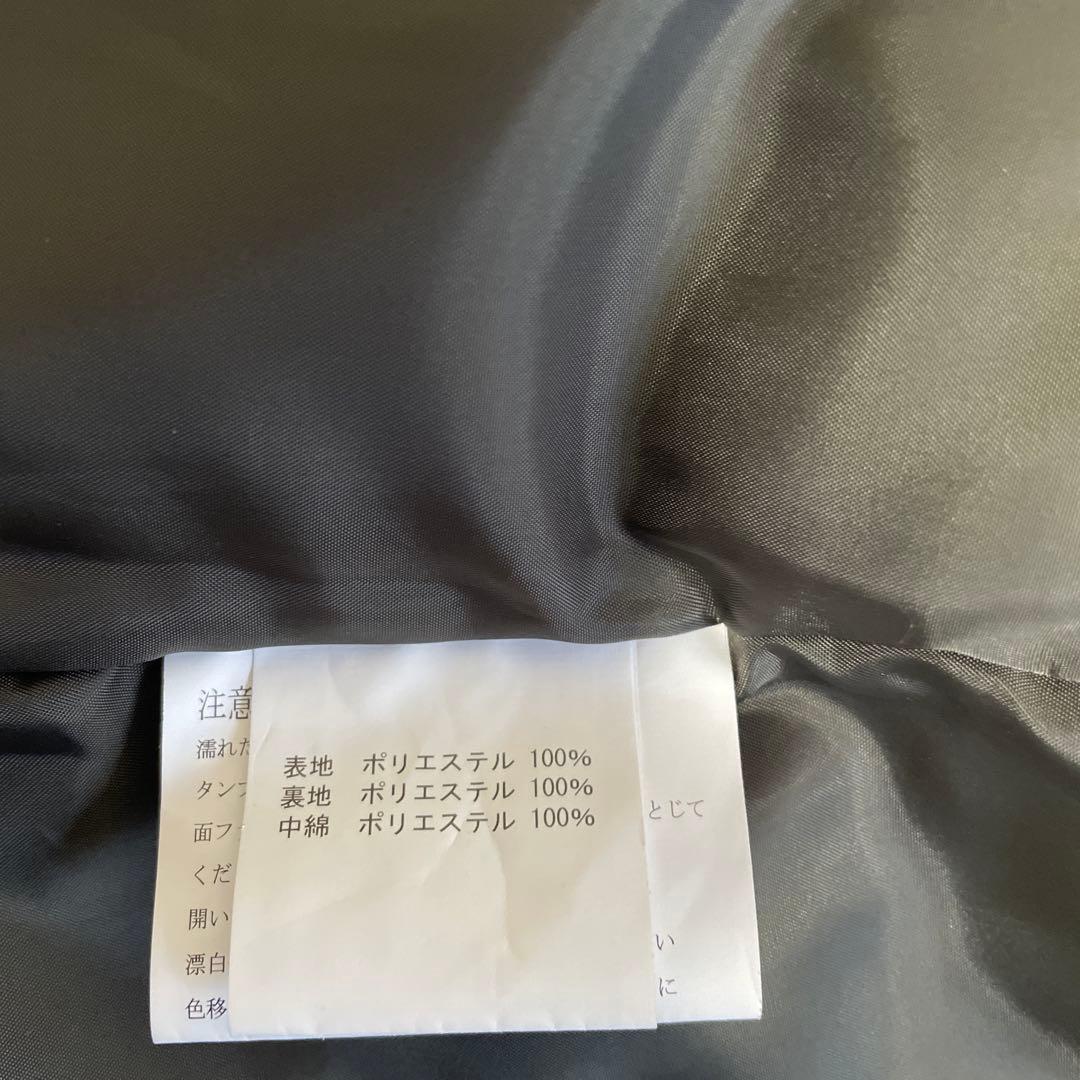 表地 ポリエステル 100%
裏地 ポリエステル 100%
中綿 ポリエステル 100%
注意
濡れた
タンブ
面フ
とじて
くだ
開い
漂白
い
色移
に